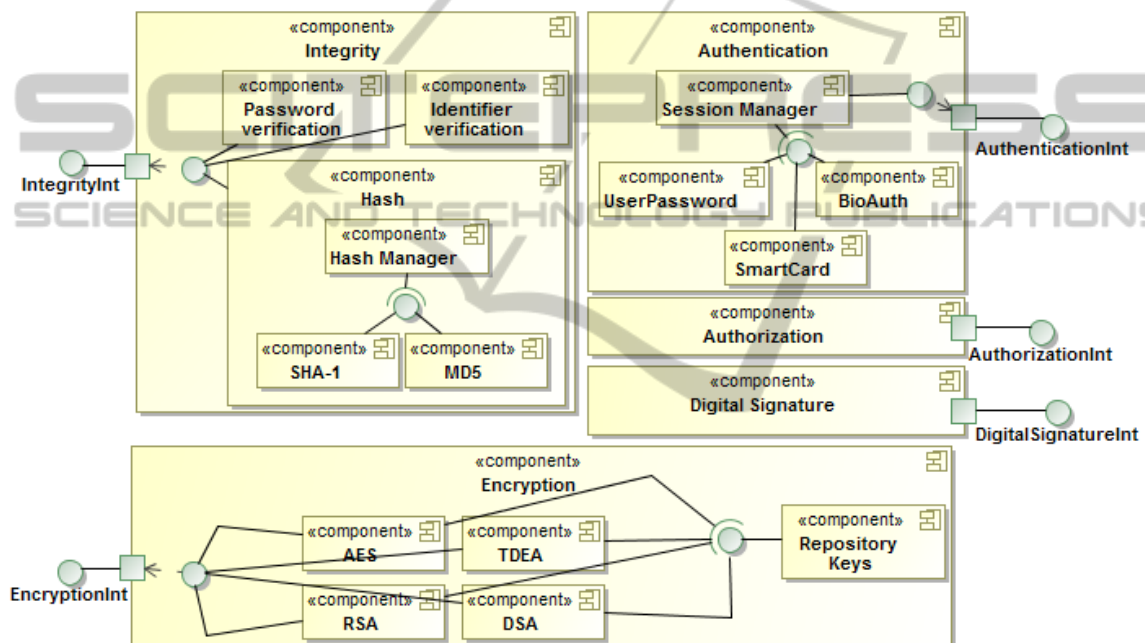 «component»
Integrity
«component»
Password
verification
«component»
Identifier
verification
IntegrityInt
«component»
Hash
«component»
Hash Manager
«component»
SHA-1
«component»
MD5
«component»
Authentication
«component»
Session Manager
AuthenticationInt
«component»
UserPassword
«component»
BioAuth
«component»
SmartCard
«component»
Authorization
AuthorizationInt
«component»
Digital Signature
DigitalSignatureInt
«component»
Encryption
«component»
AES
«component»
TDEA
«component»
Repository
Keys
EncryptionInt
«component»
RSA
«component»
DSA
SCITEPRESS
SCIENCE AND TECHNOLOGY PUBLICATIONS